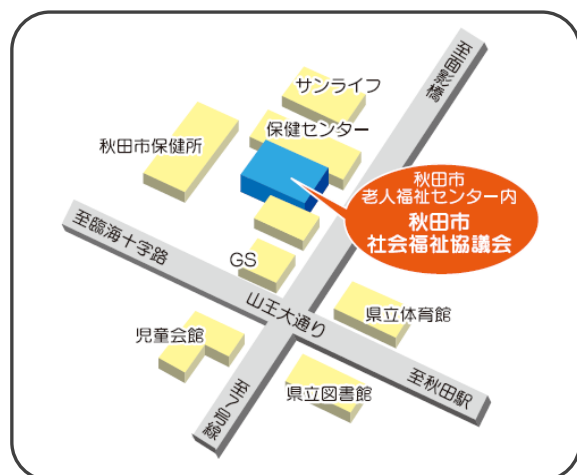 至面影橋
サンライフ
保健センター
秋田市保健所
秋田市
老人福祉センター内
秋田市
社会福祉協議会
至臨海十字路
GS
山王大通り
県立体育館
児童会館
県立図書館
至秋田駅
至7号線